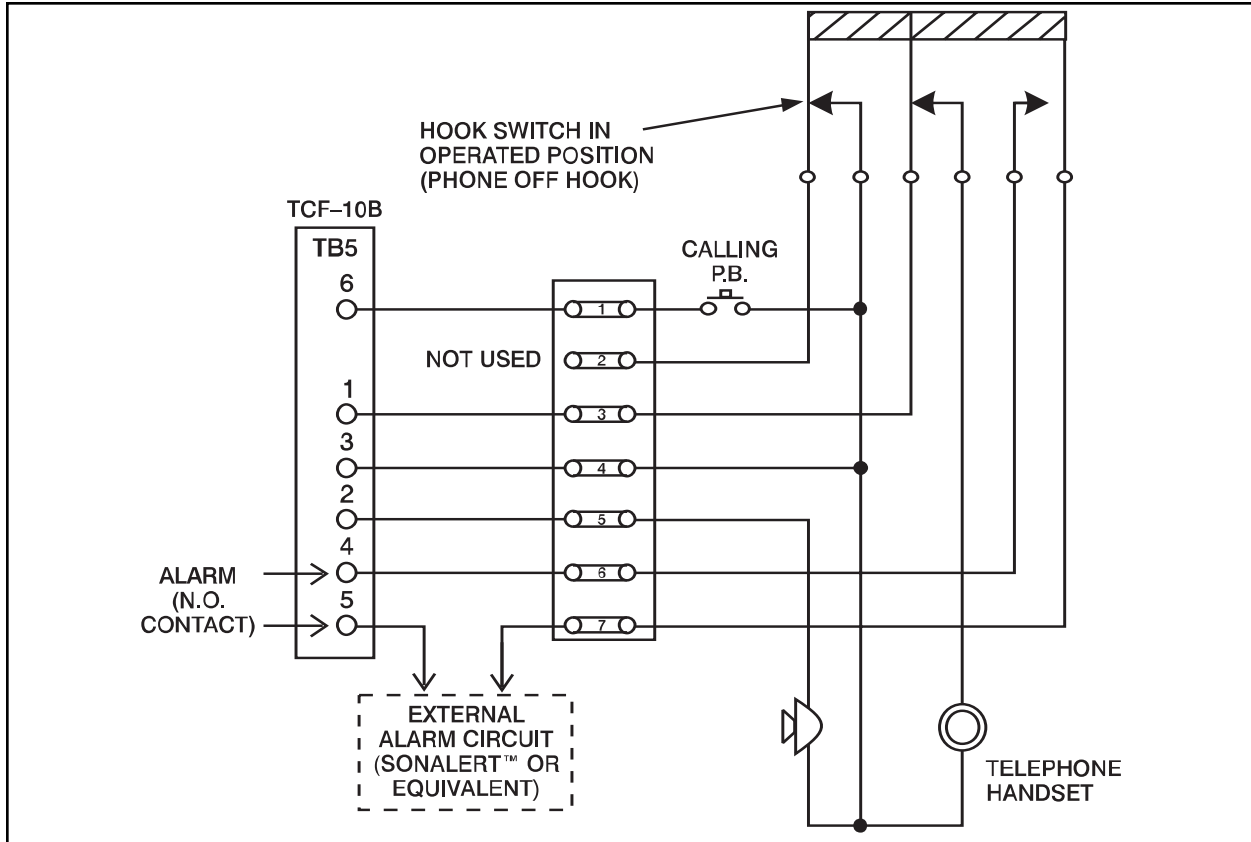 HOOK SWITCH IN
OPERATED POSITION
(PHONE OFF HOOK)
TCF–10B
TB5
CALLING
P.B.
6
1
NOT USED
2
1
3
3
4
2
5
4
6
ALARM
(N.O.
CONTACT)
5
7
EXTERNAL
ALARM CIRCUIT
(SONALERT™ OR
EQUIVALENT)
TELEPHONE
HANDSET